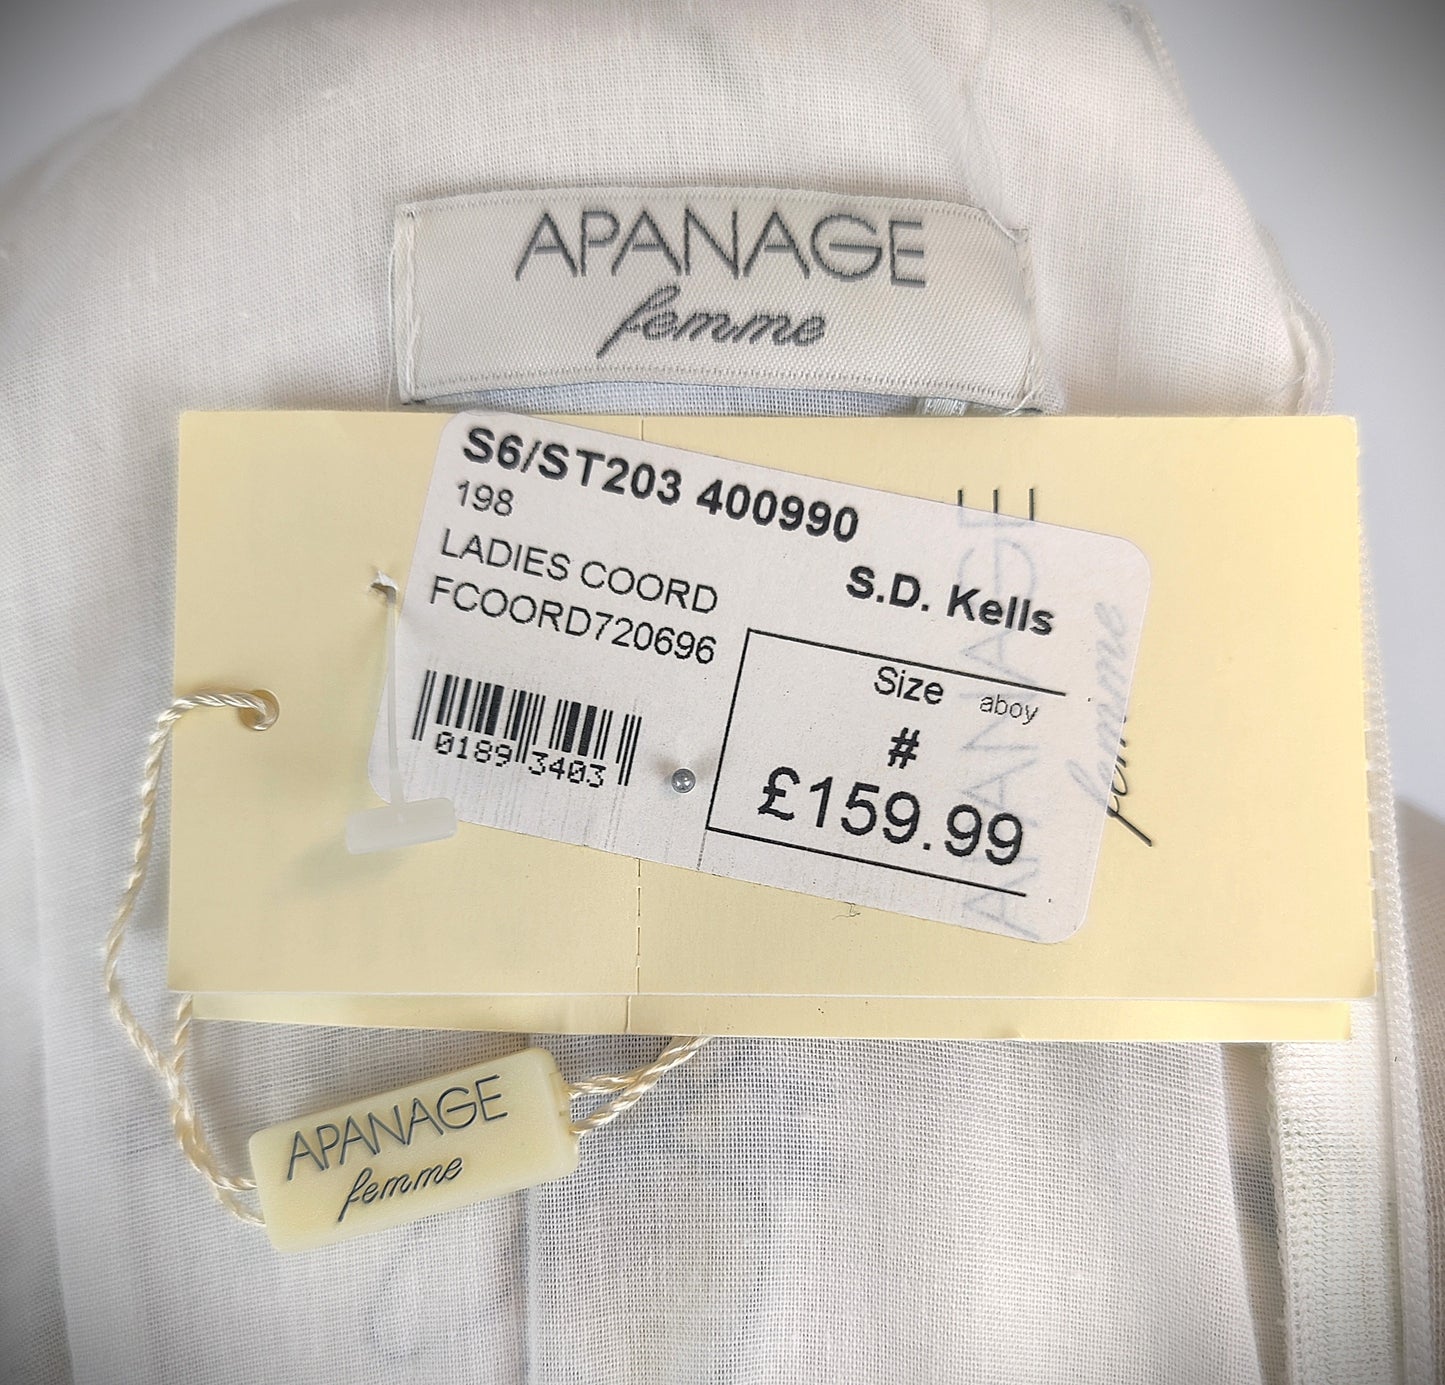 APANAGE
femme
S6/ST203 400990
198
LADIES COORD
FCOORD720696
S.D. Kells
Size aboy
#
£159.99
0189 3403
APANAGE
femme
APANAGE
femme